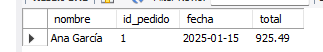 nombre id_pedido fecha total
Ana García 1 2025-01-15 925.49